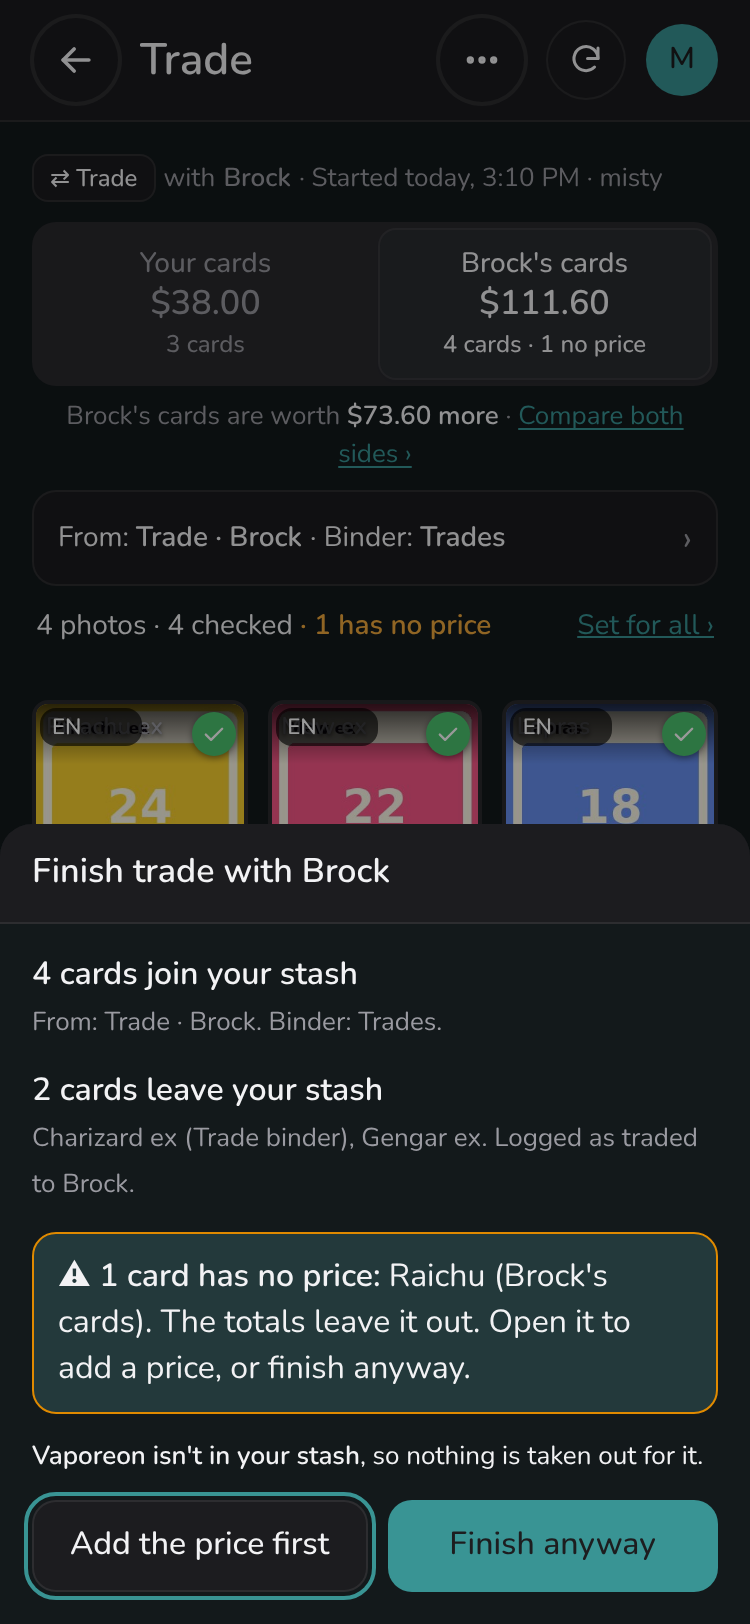 Trade
M
⇄ Trade with Brock · Started today, 3:10 PM · misty
Your cards
$38.00
3 cards
Brock's cards
$111.60
4 cards · 1 no price
Brock's cards are worth $73.60 more · Compare both
sides ›
From: Trade · Brock · Binder: Trades ›
4 photos · 4 checked · 1 has no price Set for all ›
EN EN EN
24 22 18
Finish trade with Brock
4 cards join your stash
From: Trade · Brock. Binder: Trades.
2 cards leave your stash
Charizard ex (Trade binder), Gengar ex. Logged as traded
to Brock.
⚠ 1 card has no price: Raichu (Brock's
cards). The totals leave it out. Open it to
add a price, or finish anyway.
Vaporeon isn't in your stash, so nothing is taken out for it.
Add the price first Finish anyway